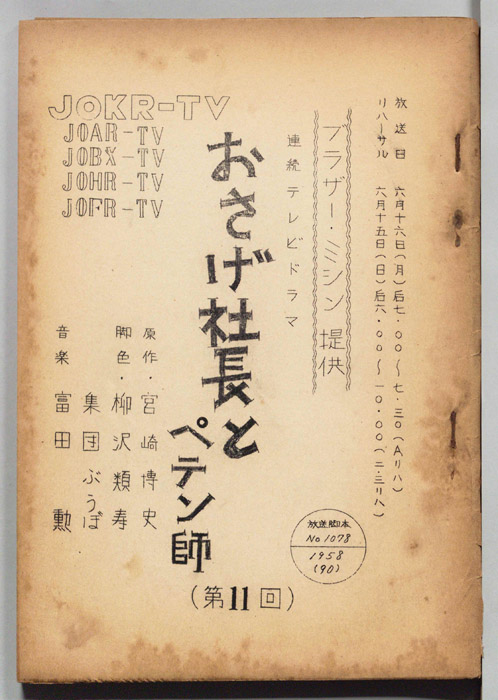 放送日 六月十六日(月)后七・〇〇〜七・三〇(Aリハ)
リハーサル 六月十五日(日)后六・〇〇〜一〇・〇〇(二・三リハ)
ブラザー・ミシン 提供
連続テレビドラマ
おさげ社長と
ペテン師
(第11回)
JOKR-TV
JOAR-TV
JOBX-TV
JOHR-TV
JOFR-TV
原作・宮崎博史
脚色・柳沢類寿
集団ぶうぼ
音楽 富田勲
放送脚本
No 1078
1958
(90)